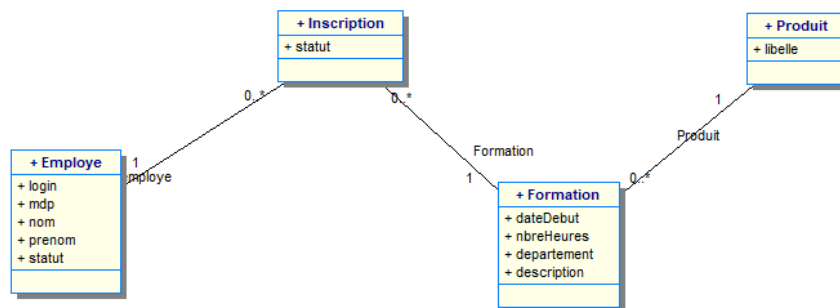 + Inscription
+ statut
0..*
0..*
+ Produit
+ libelle
1
Produit
0..*
Formation
1
+ Employe
+ login
+ mdp
+ nom
+ prenom
+ statut
1
mploye
+ Formation
+ dateDebut
+ nbreHeures
+ departement
+ description